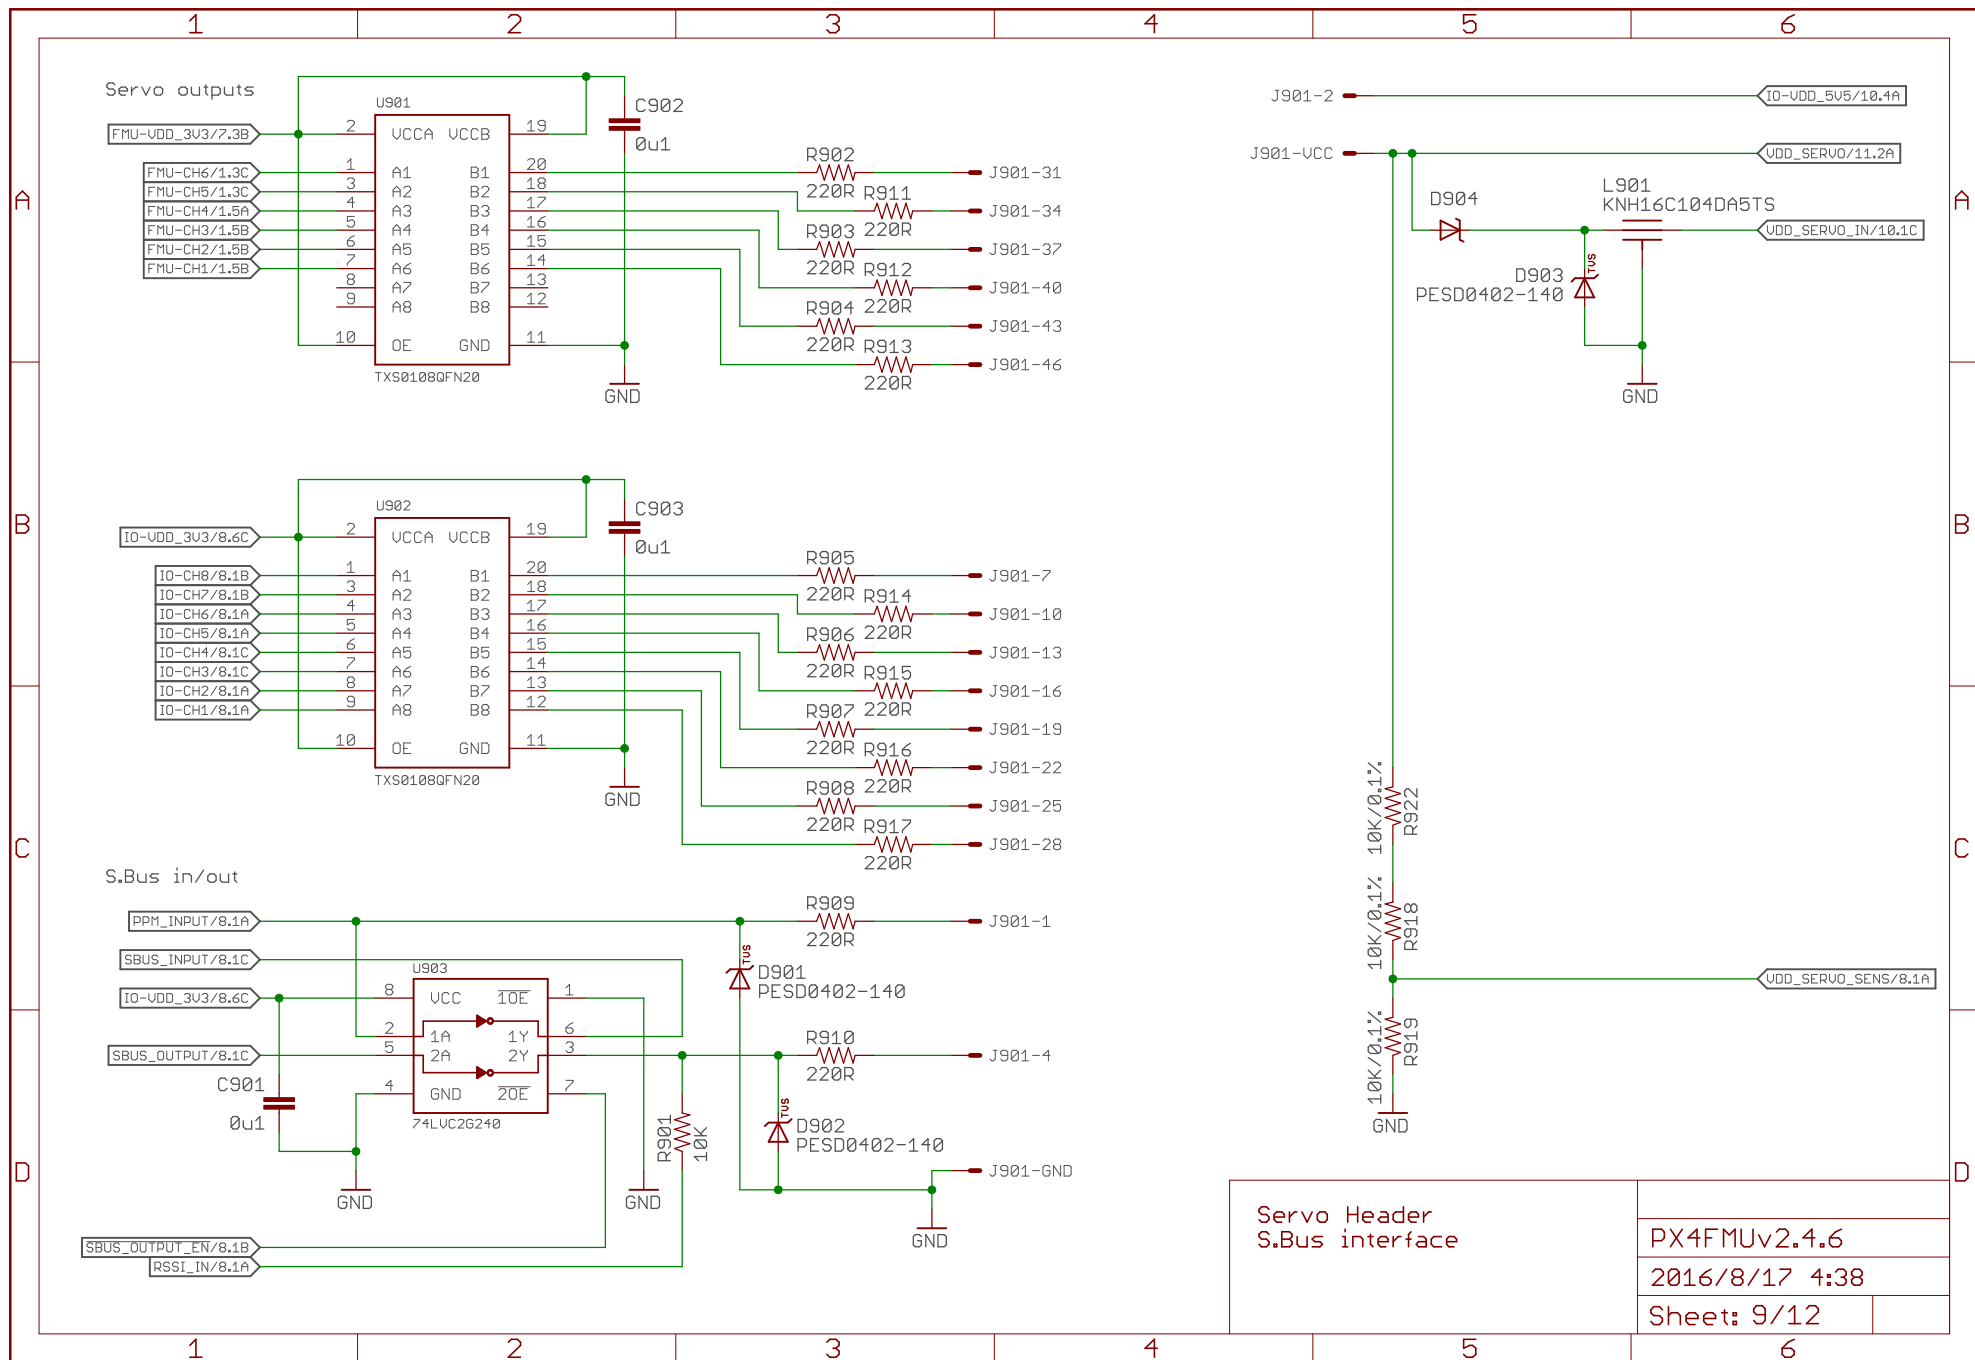 1 2 3 4 5 6
A A
B B
C C
D D
Servo outputs
FMU-VDD_3V3/7.3B
FMU-CH6/1.3C
FMU-CH5/1.3C
FMU-CH4/1.5A
FMU-CH3/1.5B
FMU-CH2/1.5B
FMU-CH1/1.5B
U901
2 VCCA VCCB 19
1 A1 B1 20
3 A2 B2 18
4 A3 B3 17
5 A4 B4 16
6 A5 B5 15
7 A6 B6 14
8 A7 B7 13
9 A8 B8 12
10 OE GND 11
TXS0108QFN20
C902
0u1
GND
R902
220R
J901-31
R911
220R
J901-34
R903
220R
J901-37
R912
220R
J901-40
R904
220R
J901-43
R913
220R
J901-46
IO-VDD_3V3/8.6C
IO-CH8/8.1B
IO-CH7/8.1B
IO-CH6/8.1A
IO-CH5/8.1A
IO-CH4/8.1C
IO-CH3/8.1C
IO-CH2/8.1A
IO-CH1/8.1A
U902
2 VCCA VCCB 19
1 A1 B1 20
3 A2 B2 18
4 A3 B3 17
5 A4 B4 16
6 A5 B5 15
7 A6 B6 14
8 A7 B7 13
9 A8 B8 12
10 OE GND 11
TXS0108QFN20
C903
0u1
GND
R905
220R
J901-7
R914
220R
J901-10
R906
220R
J901-13
R915
220R
J901-16
R907
220R
J901-19
R916
220R
J901-22
R908
220R
J901-25
R917
220R
J901-28
S.Bus in/out
PPM_INPUT/8.1A
SBUS_INPUT/8.1C
IO-VDD_3V3/8.6C
SBUS_OUTPUT/8.1C
U903
8 VCC 1OE 1
2 1A 1Y 6
5 2A 2Y 3
4 GND 2OE 7
74LVC2G240
C901
0u1
GND
GND
SBUS_OUTPUT_EN/8.1B
RSSI_IN/8.1A
R909
220R
J901-1
TVS
D901
PESD0402-140
R910
220R
J901-4
R901
10K
TVS
D902
PESD0402-140
J901-GND
GND
J901-2
IO-VDD_5V5/10.4A
J901-VCC
VDD_SERVO/11.2A
D904
L901
KNH16C104DA5TS
VDD_SERVO_IN/10.1C
TVS
D903
PESD0402-140
GND
10K/0.1%
R922
10K/0.1%
R918
VDD_SERVO_SENS/8.1A
10K/0.1%
R919
GND
Servo Header
S.Bus interface
PX4FMUv2.4.6
2016/8/17 4:38
Sheet: 9/12
1 2 3 4 5 6